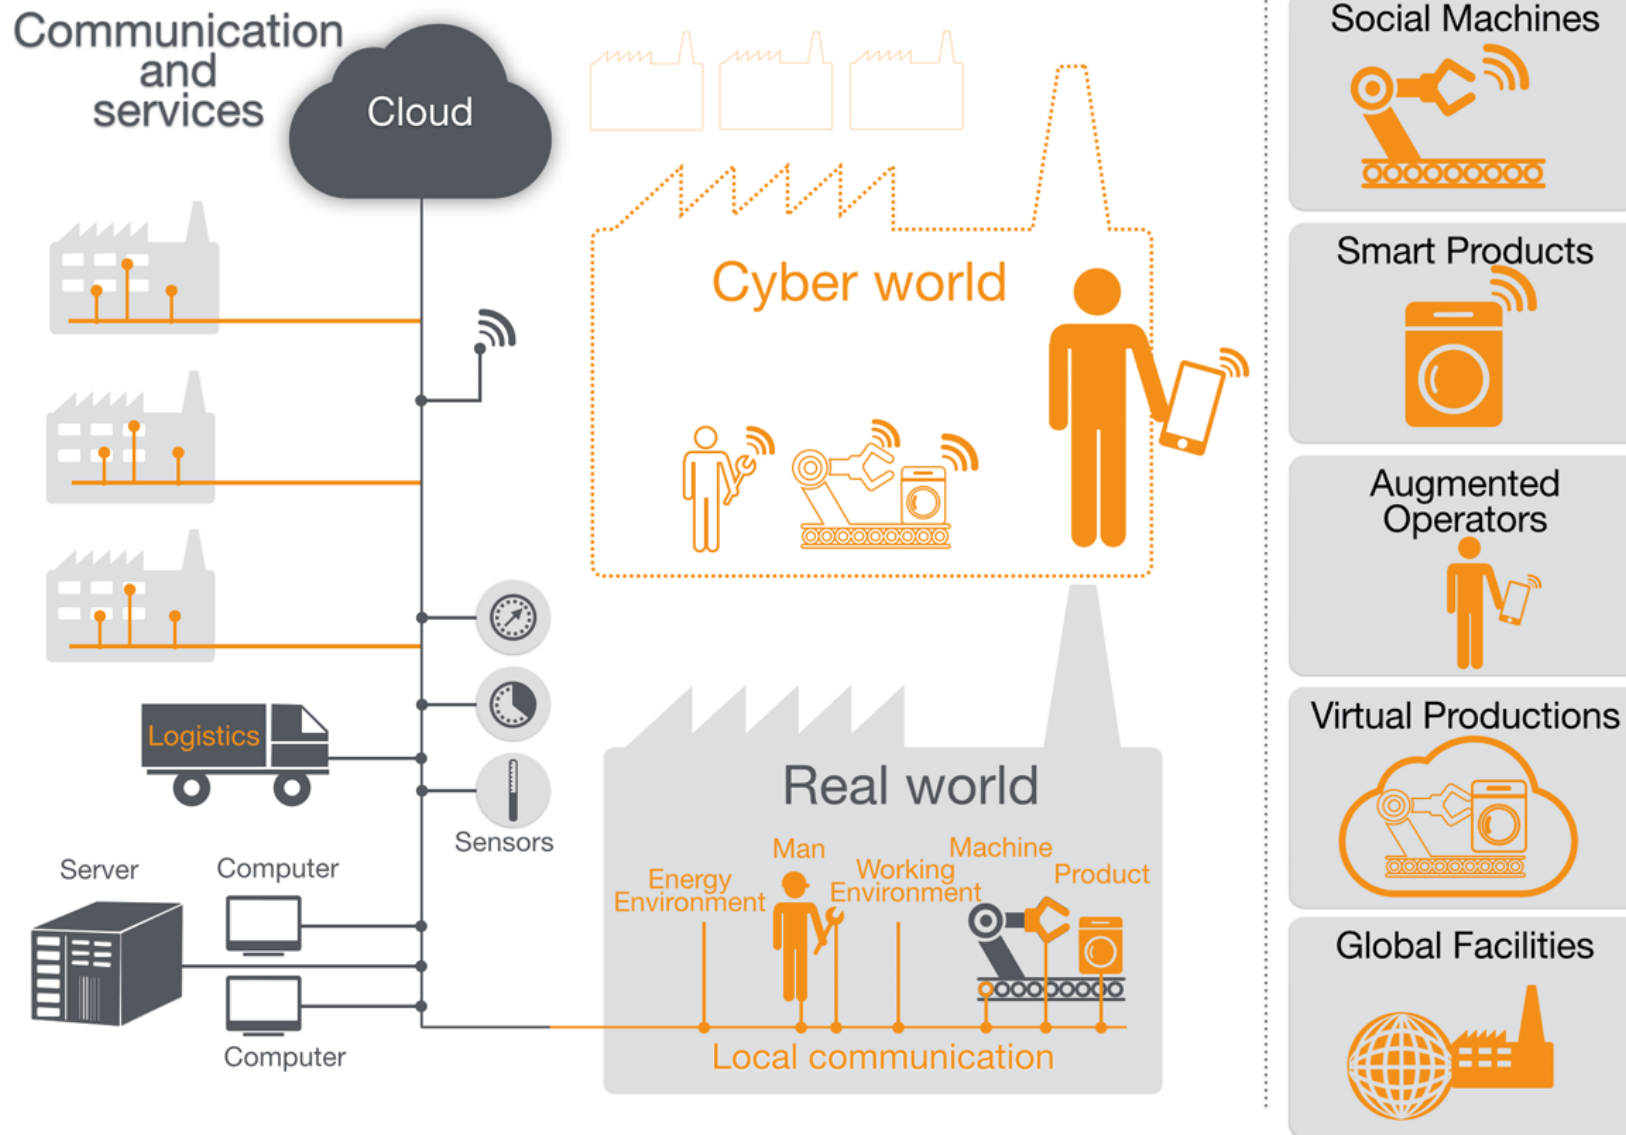 Communication
and
services
Cloud
Cyber world
Logistics
Sensors
Server
Computer
Computer
Real world
Energy
Environment
Man
Working
Environment
Machine
Product
Local communication
Social Machines
Smart Products
Augmented
Operators
Virtual Productions
Global Facilities